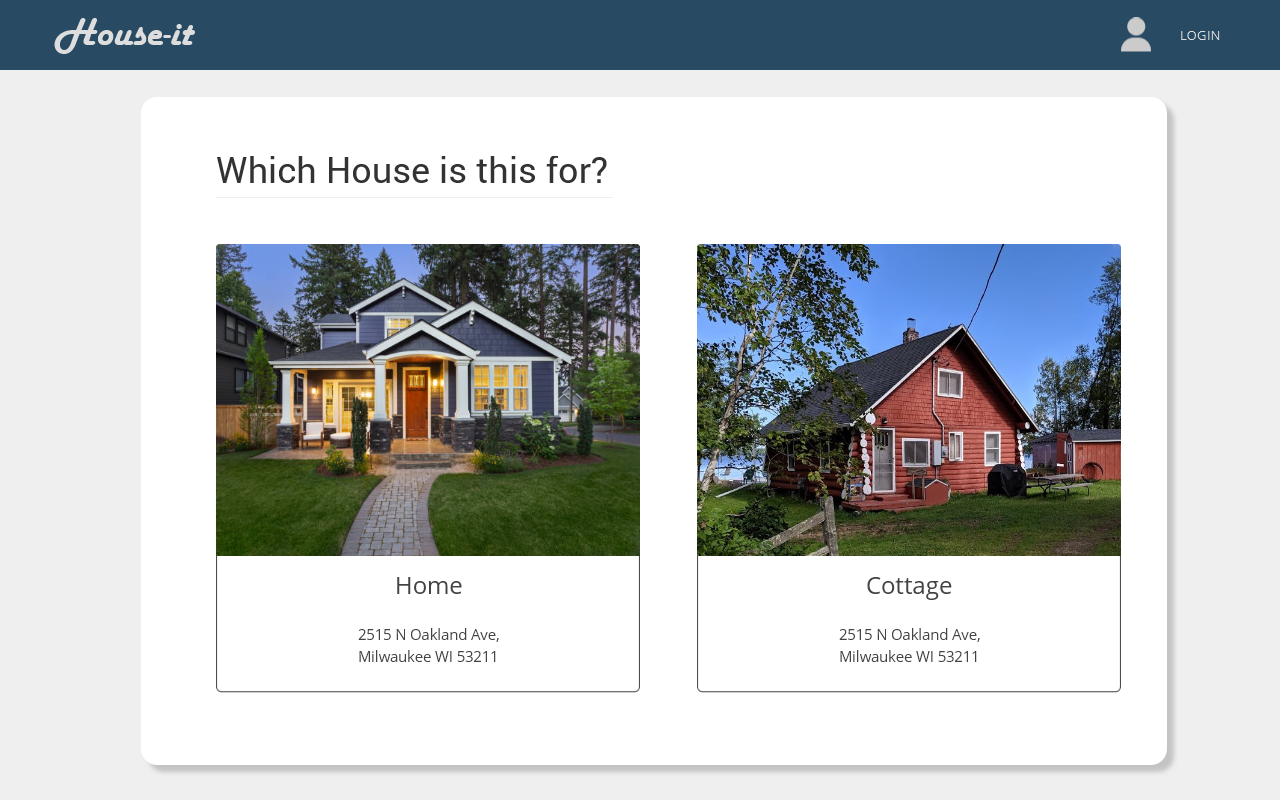 House-it
LOGIN
Which House is this for?
Home
2515 N Oakland Ave,
Milwaukee WI 53211
Cottage
2515 N Oakland Ave,
Milwaukee WI 53211